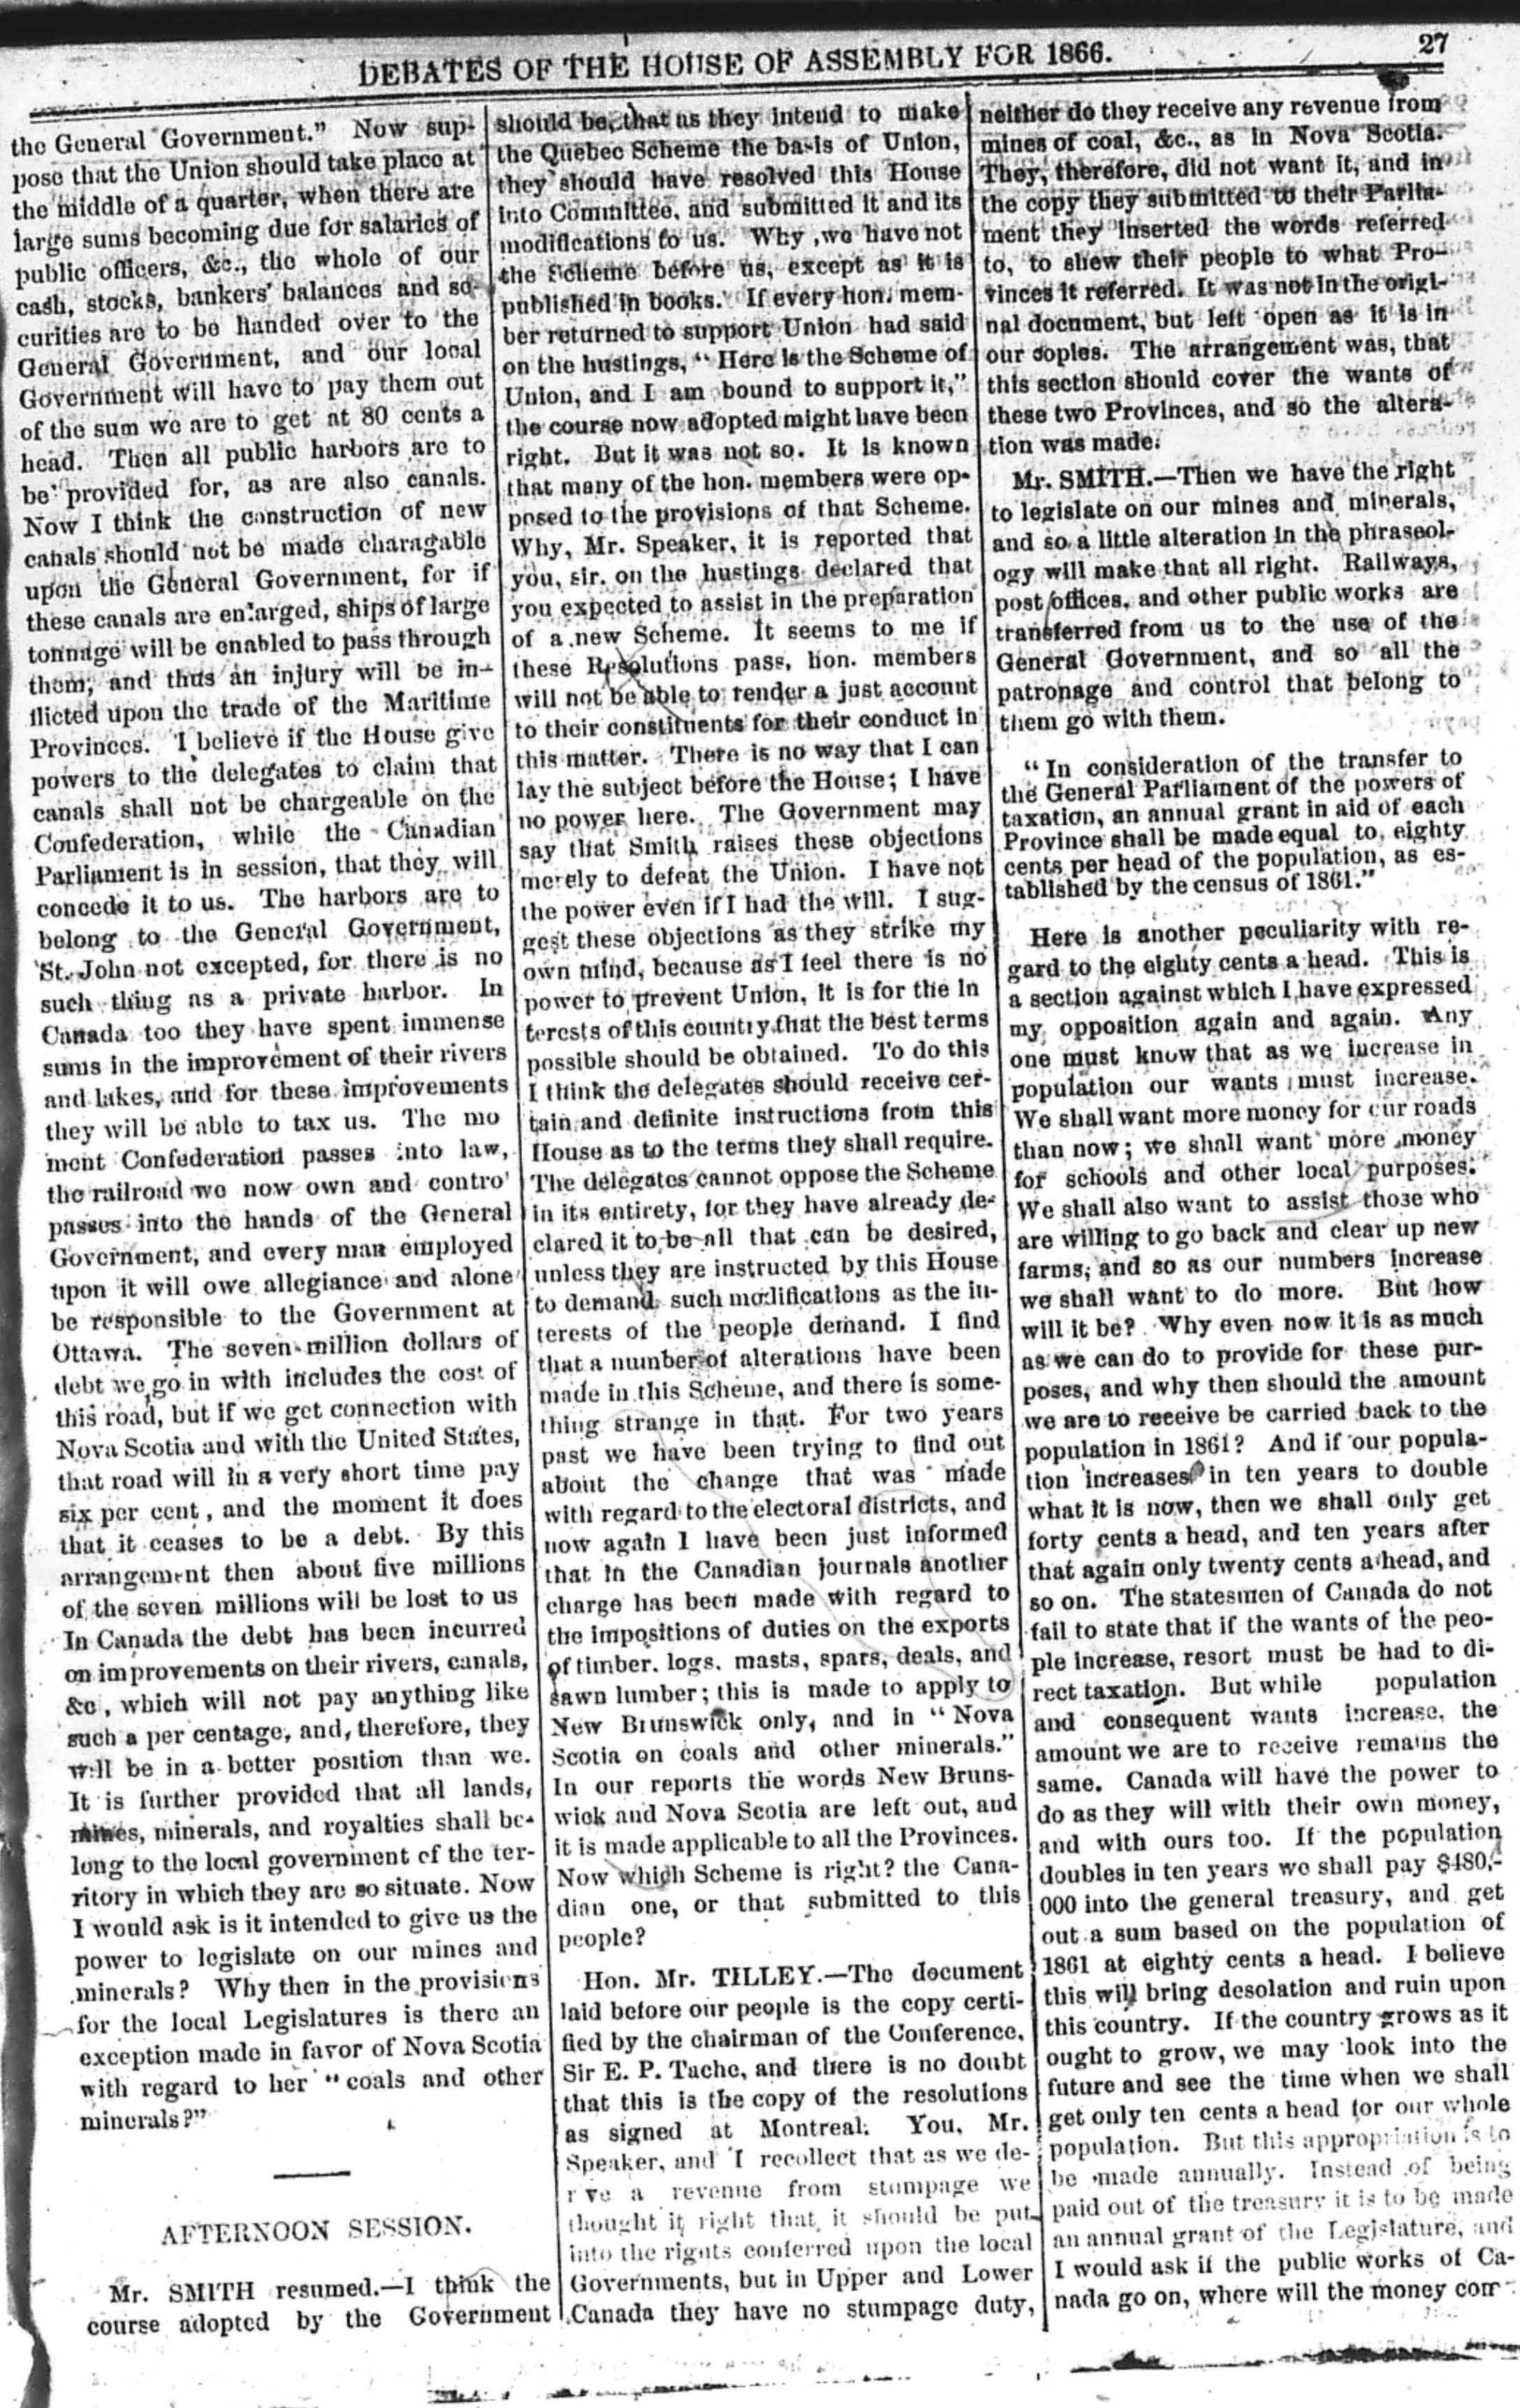 DEBATES OF THE HOUSE OF ASSEMBLY FOR 1866.
27
the General Government." Now sup-
pose that the Union should take place at
the middle of a quarter, when there are
large sums becoming due for salaries of
public officers, &c., the whole of our
cash, stocks, bankers' balances and se-
curities are to be handed over to the
General Government, and our local
Government will have to pay them out
of the sum we are to get at 80 cents a
head. Then all public harbors are to
be provided for, as are also canals.
Now I think the construction of new
canals should not be made charagable
upon the General Government, for if
these canals are enlarged, ships of large
tonnage will be enabled to pass through
them, and thus an injury will be in-
flicted upon the trade of the Maritime
Provinces. I believe if the House give
powers to the delegates to claim that
canals shall not be chargeable on the
Confederation, while the Canadian
Parliament is in session, that they will
concede it to us. The harbors are to
belong to the General Government,
St. John not excepted, for there is no
such thing as a private harbor. In
Canada too they have spent immense
sums in the improvement of their rivers
and lakes, and for these improvements
they will be able to tax us. The mo
ment Confederation passes into law,
the railroad we now own and contro'
passes into the hands of the General
Government, and every man employed
upon it will owe allegiance and alone
be responsible to the Government at
Ottawa. The seven million dollars of
debt we go in with includes the cost of
this road, but if we get connection with
Nova Scotia and with the United States,
that road will in a very short time pay
six per cent, and the moment it does
that it ceases to be a debt. By this
arrangement then about five millions
of the seven millions will be lost to us
In Canada the debt has been incurred
on improvements on their rivers, canals,
&c, which will not pay anything like
such a per centage, and, therefore, they
will be in a better position than we.
It is further provided that all lands,
mines, minerals, and royalties shall be-
long to the local government of the ter-
ritory in which they are so situate. Now
I would ask is it intended to give us the
power to legislate on our mines and
minerals? Why then in the provisions
for the local Legislatures is there an
exception made in favor of Nova Scotia
with regard to her "coals and other
minerals?"
AFTERNOON SESSION.
Mr. SMITH resumed.—I think the
course adopted by the Government
should be, that as they intend to make
the Quebec Scheme the basis of Union,
they should have resolved this House
into Committee, and submitted it and its
modifications to us. Why, we have not
the Scheme before us, except as it is
published in books. If every hon. mem-
ber returned to support Union had said
on the hustings, "Here is the Scheme of
Union, and I am bound to support it,"
the course now adopted might have been
right. But it was not so. It is known
that many of the hon. members were op-
posed to the provisions of that Scheme.
Why, Mr. Speaker, it is reported that
you, sir. on the hustings declared that
you expected to assist in the preparation
of a new Scheme. It seems to me if
these Resolutions pass, hon. members
will not be able to render a just account
to their constituents for their conduct in
this matter. There is no way that I can
lay the subject before the House; I have
no power here. The Government may
say that Smith raises these objections
merely to defeat the Union. I have not
the power even if I had the will. I sug-
gest these objections as they strike my
own mind, because as I feel there is no
power to prevent Union, it is for the In
terests of this country that the best terms
possible should be obtained. To do this
I think the delegates should receive cer-
tain and definite instructions from this
House as to the terms they shall require.
The delegates cannot oppose the Scheme
in its entirety, for they have already de-
clared it to be all that can be desired,
unless they are instructed by this House
to demand such modifications as the in-
terests of the people demand. I find
that a number of alterations have been
made in this Scheme, and there is some-
thing strange in that. For two years
past we have been trying to find out
about the change that was made
with regard to the electoral districts, and
now again I have been just informed
that in the Canadian journals another
charge has been made with regard to
the impositions of duties on the exports
of timber. logs. masts, spars, deals, and
sawn lumber; this is made to apply to
New Brunswick only, and in "Nova
Scotia on coals and other minerals."
In our reports the words New Bruns-
wick and Nova Scotia are left out, and
it is made applicable to all the Provinces.
Now which Scheme is right? the Cana-
dian one, or that submitted to this
people?
Hon. Mr. TILLEY.—The document
laid before our people is the copy certi-
fied by the chairman of the Conference,
Sir E. P. Tache, and there is no doubt
that this is the copy of the resolutions
as signed at Montreal. You, Mr.
Speaker, and I recollect that as we de-
r ve a revenue from stumpage we
thought it right that it should be put
into the rights conferred upon the local
Governments, but in Upper and Lower
Canada they have no stumpage duty,
neither do they receive any revenue from
mines of coal, &c., as in Nova Scotia.
They, therefore, did not want it, and in
the copy they submitted to their Parlia-
ment they inserted the words referred
to, to shew their people to what Pro-
vinces it referred. It was not in the origi-
nal document, but left open as it is in
our copies. The arrangement was, that
this section should cover the wants of
these two Provinces, and so the altera-
tion was made.
Mr. SMITH.—Then we have the right
to legislate on our mines and minerals,
and so a little alteration in the phraseol-
ogy will make that all right. Railways,
post offices, and other public works are
transferred from us to the use of the
General Government, and so all the
patronage and control that belong to
them go with them.
"In consideration of the transfer to
the General Parliament of the powers of
taxation, an annual grant in aid of each
Province shall be made equal to eighty
cents per head of the population, as es-
tablished by the census of 1861."
Here is another peculiarity with re-
gard to the eighty cents a head. This is
a section against which I have expressed
my opposition again and again. Any
one must know that as we increase in
population our wants must increase.
We shall want more money for our roads
than now; we shall want more money
for schools and other local purposes.
We shall also want to assist those who
are willing to go back and clear up new
farms, and so as our numbers increase
we shall want to do more. But how
will it be? Why even now it is as much
as we can do to provide for these pur-
poses, and why then should the amount
we are to receive be carried back to the
population in 1861? And if our popula-
tion increases in ten years to double
what it is now, then we shall only get
forty cents a head, and ten years after
that again only twenty cents a head, and
so on. The statesmen of Canada do not
fail to state that if the wants of the peo-
ple increase, resort must be had to di-
rect taxation. But while population
and consequent wants increase, the
amount we are to receive remains the
same. Canada will have the power to
do as they will with their own money,
and with ours too. If the population
doubles in ten years we shall pay $480,-
000 into the general treasury, and get
out a sum based on the population of
1861 at eighty cents a head. I believe
this will bring desolation and ruin upon
this country. If the country grows as it
ought to grow, we may look into the
future and see the time when we shall
get only ten cents a head for our whole
population. But this appropriation is to
be made annually. Instead of being
paid out of the treasury it is to be made
an annual grant of the Legislature, and
I would ask if the public works of Ca-
nada go on, where will the money com